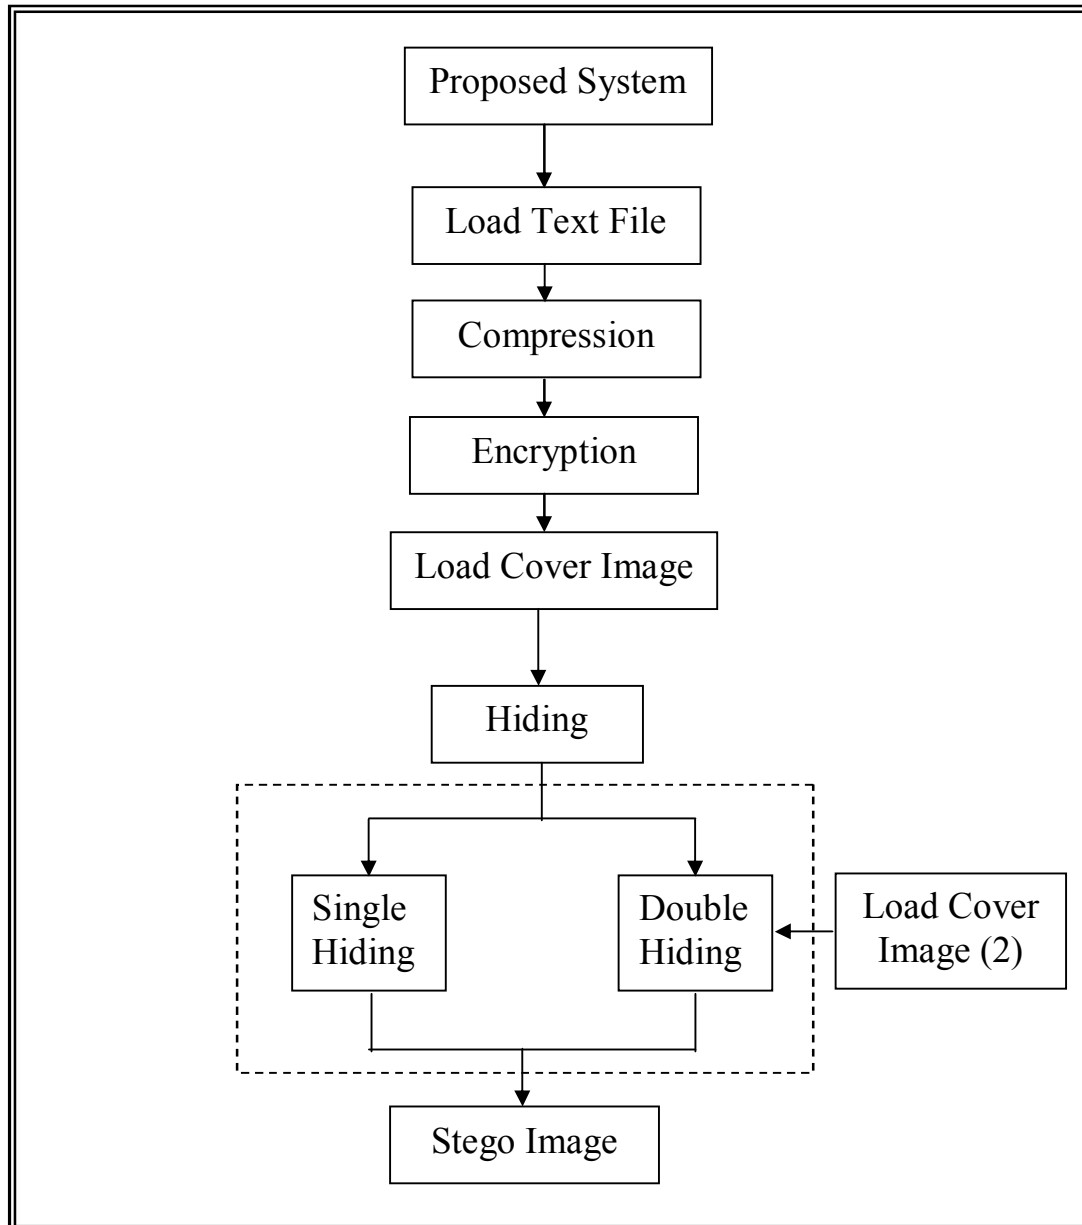 Proposed System
Load Text File
Compression
Encryption
Load Cover Image
Hiding
Single
Hiding
Double
Hiding
Load Cover
Image (2)
Stego Image